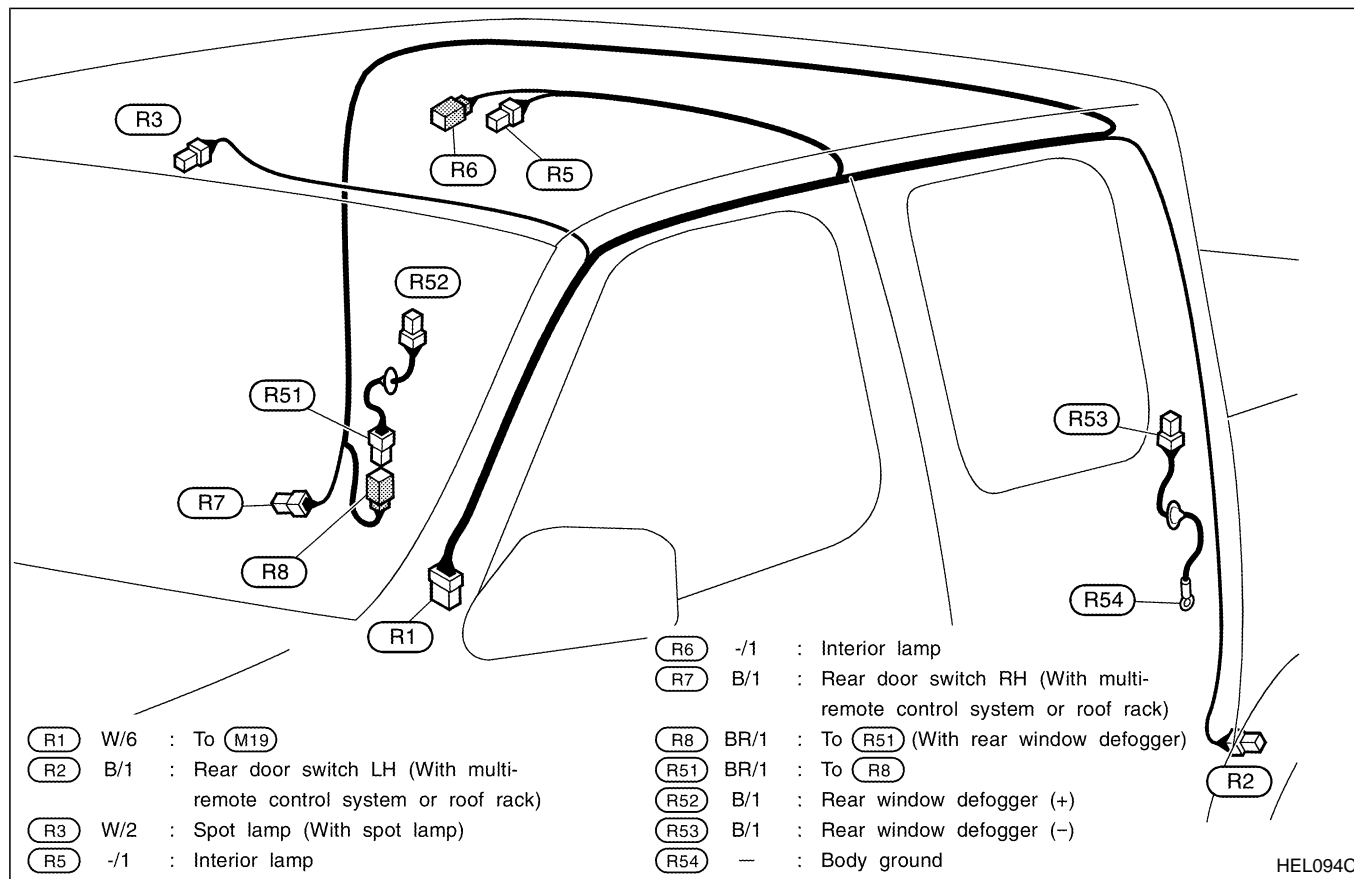 R3
R6
R5
R52
R51
R53
R7
R8
R54
R1
R2
R1 W/6 : To M19
R2 B/1 : Rear door switch LH (With multi-
remote control system or roof rack)
R3 W/2 : Spot lamp (With spot lamp)
R5 -/1 : Interior lamp
R6 -/1 : Interior lamp
R7 B/1 : Rear door switch RH (With multi-
remote control system or roof rack)
R8 BR/1 : To R51 (With rear window defogger)
R51 BR/1 : To R8
R52 B/1 : Rear window defogger (+)
R53 B/1 : Rear window defogger (−)
R54 — : Body ground
HEL094C